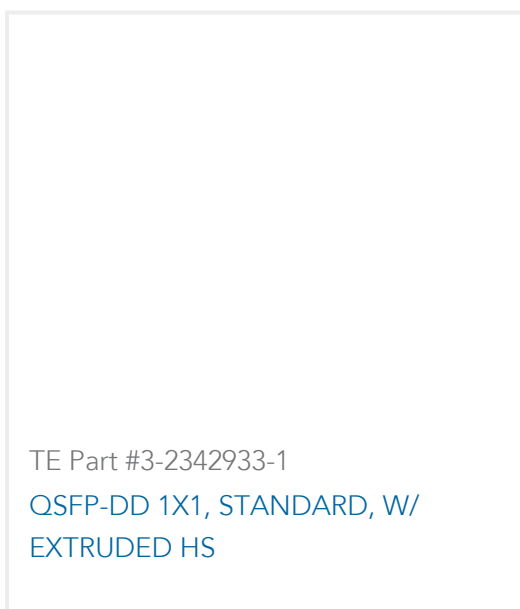 TE Part #3-2342933-1
QSFP-DD 1X1, STANDARD, W/
EXTRUDED HS